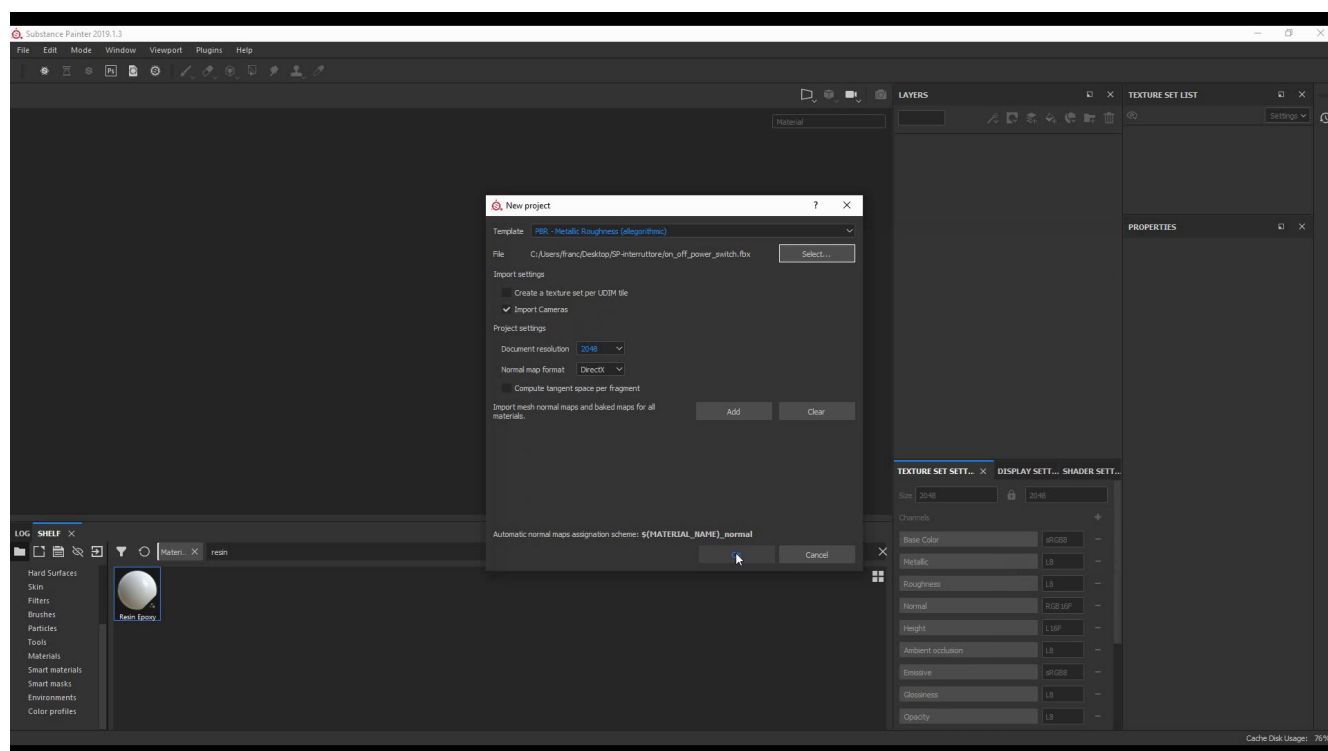 Substance Painter 2019.1.3
File Edit Mode Window Viewport Plugins Help
Ps
LAYERS
TEXTURE SET LIST
Material
Settings
New project
?
Template PBR - Metallic Roughness (allegorithmic)
File C:/Users/franc/Desktop/SP-interruttore/on_off_power_switch.fbx Select...
Import settings
Create a texture set per UDIM tile
Import Cameras
Project settings
Document resolution 2048
Normal map format DirectX
Compute tangent space per fragment
Import mesh normal maps and baked maps for all
materials.
Add Clear
Automatic normal maps assignation scheme: $(MATERIAL_NAME)_normal
Cancel
PROPERTIES
TEXTURE SET SETT... DISPLAY SETT... SHADER SETT...
Size 2048 2048
Channels
Base Color sRGB8
Metallic L8
Roughness L8
Normal RGB16F
Height L16F
Ambient occlusion L8
Emissive sRGB8
Glossiness L8
Opacity L8
LOG SHELF
Materi... resin
Hard Surfaces
Skin
Filters
Brushes
Particles
Tools
Materials
Smart materials
Smart masks
Environments
Color profiles
Resin Epoxy
Cache Disk Usage: 76%